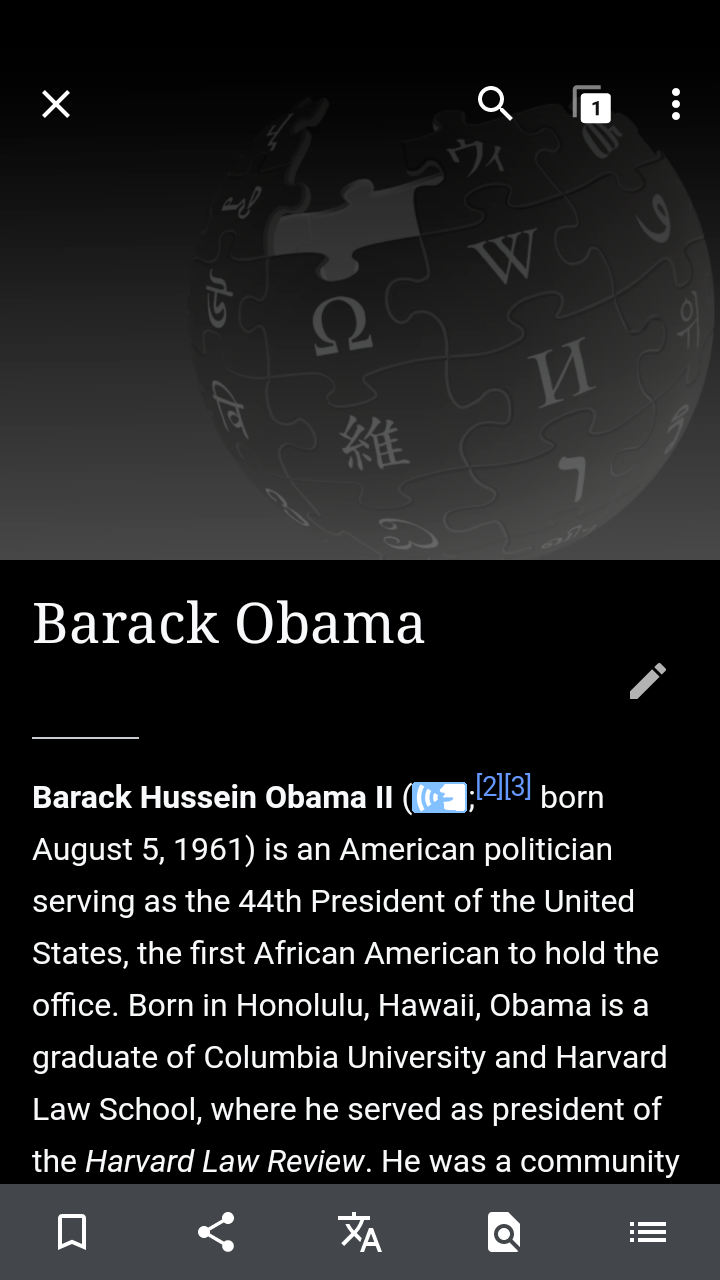 1
ウィ
W
Ω
И
維
Barack Obama
Barack Hussein Obama II (;[2][3] born
August 5, 1961) is an American politician
serving as the 44th President of the United
States, the first African American to hold the
office. Born in Honolulu, Hawaii, Obama is a
graduate of Columbia University and Harvard
Law School, where he served as president of
the Harvard Law Review. He was a community